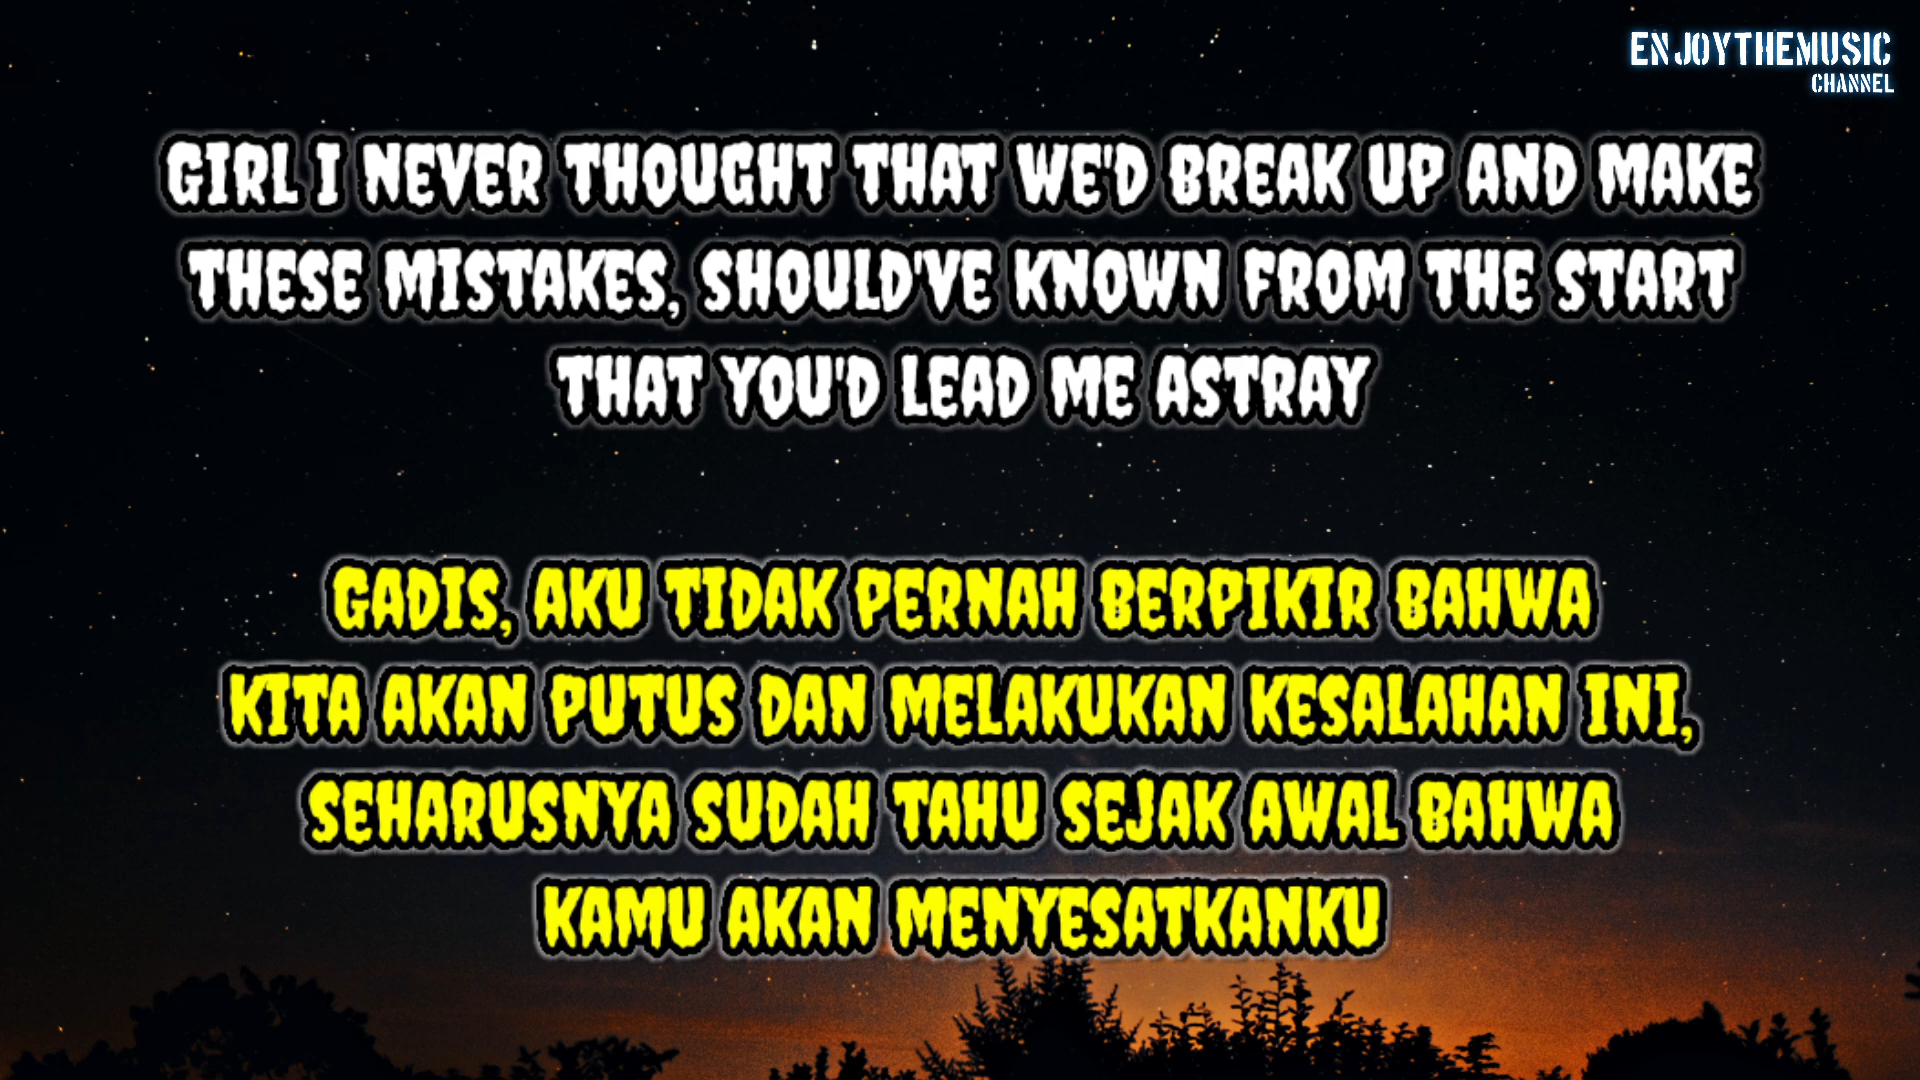 ENJOYTHEMUSIC
CHANNEL
GIRL I NEVER THOUGHT THAT WE'D BREAK UP AND MAKE
THESE MISTAKES, SHOULD'VE KNOWN FROM THE START
THAT YOU'D LEAD ME ASTRAY
GADIS, AKU TIDAK PERNAH BERPIKIR BAHWA
KITA AKAN PUTUS DAN MELAKUKAN KESALAHAN INI,
SEHARUSNYA SUDAH TAHU SEJAK AWAL BAHWA
KAMU AKAN MENYESATKANKU